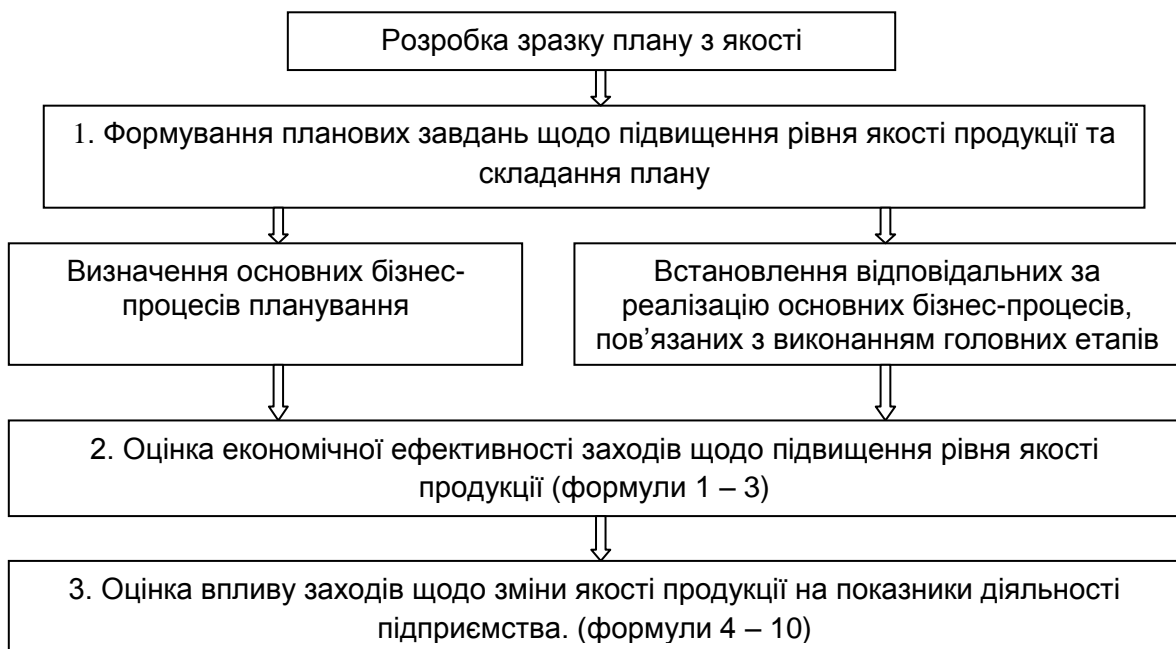 Розробка зразку плану з якості
1. Формування планових завдань щодо підвищення рівня якості продукції та
складання плану
Визначення основних бізнес-
процесів планування
Встановлення відповідальних за
реалізацію основних бізнес-процесів,
пов’язаних з виконанням головних етапів
2. Оцінка економічної ефективності заходів щодо підвищення рівня якості
продукції (формули 1 – 3)
3. Оцінка впливу заходів щодо зміни якості продукції на показники діяльності
підприємства. (формули 4 – 10)